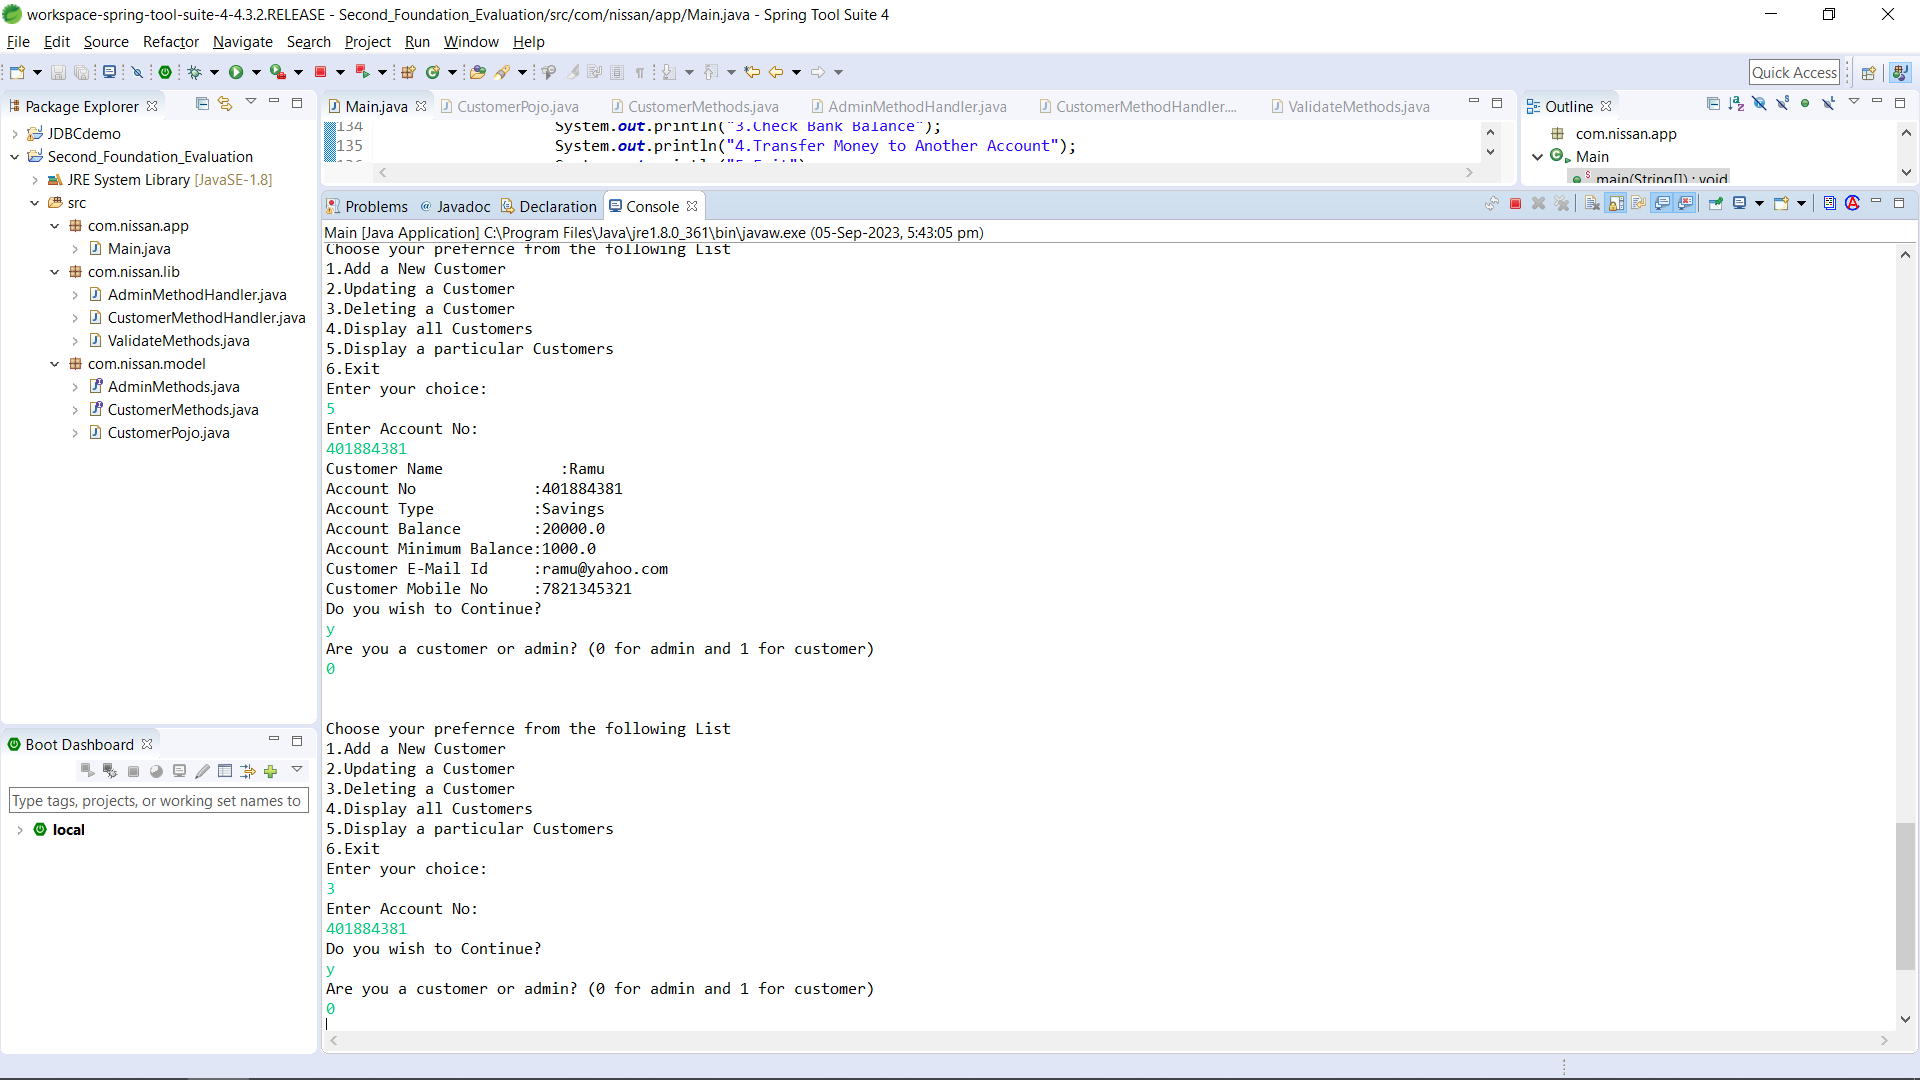 workspace-spring-tool-suite-4-4.3.2.RELEASE - Second_Foundation_Evaluation/src/com/nissan/app/Main.java - Spring Tool Suite 4
File Edit Source Refactor Navigate Search Project Run Window Help
Quick Access
Package Explorer
JDBCdemo
Second_Foundation_Evaluation
JRE System Library [JavaSE-1.8]
src
com.nissan.app
Main.java
com.nissan.lib
AdminMethodHandler.java
CustomerMethodHandler.java
ValidateMethods.java
com.nissan.model
AdminMethods.java
CustomerMethods.java
CustomerPojo.java
Boot Dashboard
Type tags, projects, or working set names to
local
Main.java CustomerPojo.java CustomerMethods.java AdminMethodHandler.java CustomerMethodHandler.... ValidateMethods.java
134 System.out.println("3.Check Bank Balance");
135 System.out.println("4.Transfer Money to Another Account");
136 System.out.println("5.Exit")
Outline
com.nissan.app
Main
main(String[]) : void
Problems Javadoc Declaration Console
Main [Java Application] C:\Program Files\Java\jre1.8.0_361\bin\javaw.exe (05-Sep-2023, 5:43:05 pm)
Choose your prefernce from the following List
1.Add a New Customer
2.Updating a Customer
3.Deleting a Customer
4.Display all Customers
5.Display a particular Customers
6.Exit
Enter your choice:
5
Enter Account No:
401884381
Customer Name :Ramu
Account No :401884381
Account Type :Savings
Account Balance :20000.0
Account Minimum Balance:1000.0
Customer E-Mail Id :ramu@yahoo.com
Customer Mobile No :7821345321
Do you wish to Continue?
y
Are you a customer or admin? (0 for admin and 1 for customer)
0
Choose your prefernce from the following List
1.Add a New Customer
2.Updating a Customer
3.Deleting a Customer
4.Display all Customers
5.Display a particular Customers
6.Exit
Enter your choice:
3
Enter Account No:
401884381
Do you wish to Continue?
y
Are you a customer or admin? (0 for admin and 1 for customer)
0